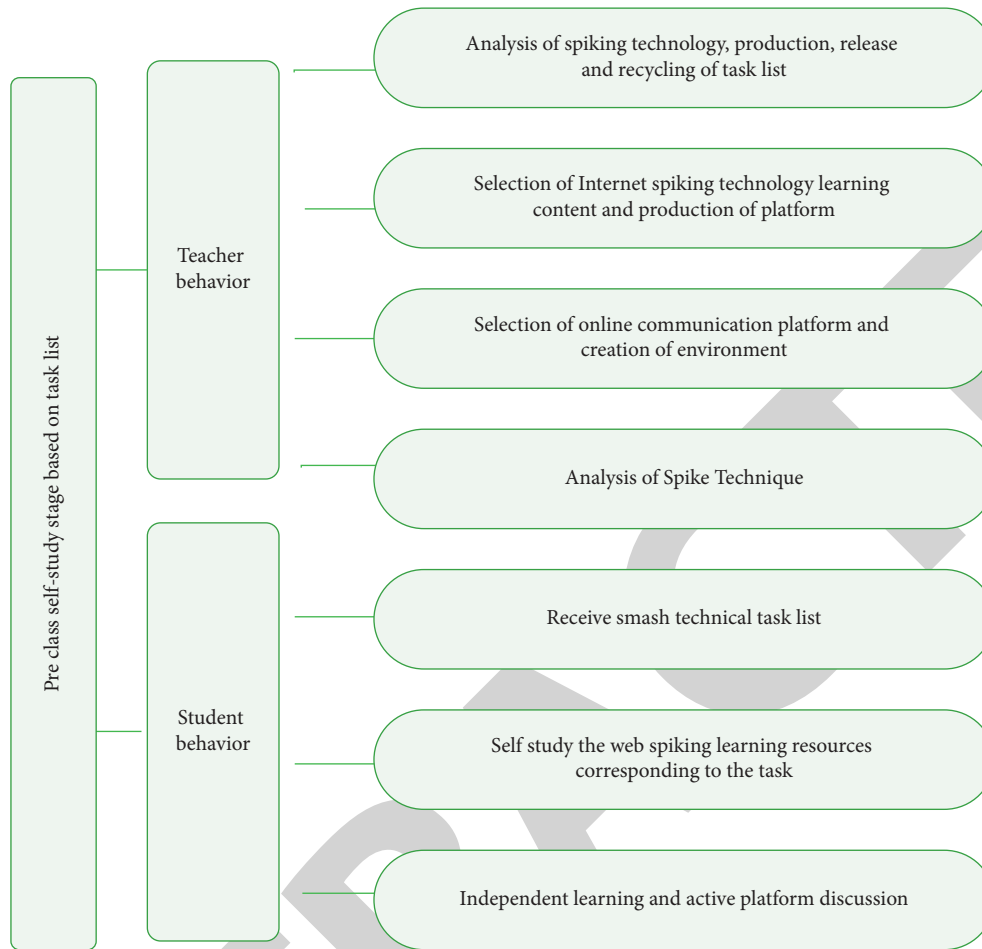 Pre class self-study stage based on task list
Teacher
behavior
Analysis of spiking technology, production, release
and recycling of task list
Selection of Internet spiking technology learning
content and production of platform
Selection of online communication platform and
creation of environment
Analysis of Spike Technique
Student
behavior
Receive smash technical task list
Self study the web spiking learning resources
corresponding to the task
Independent learning and active platform discussion